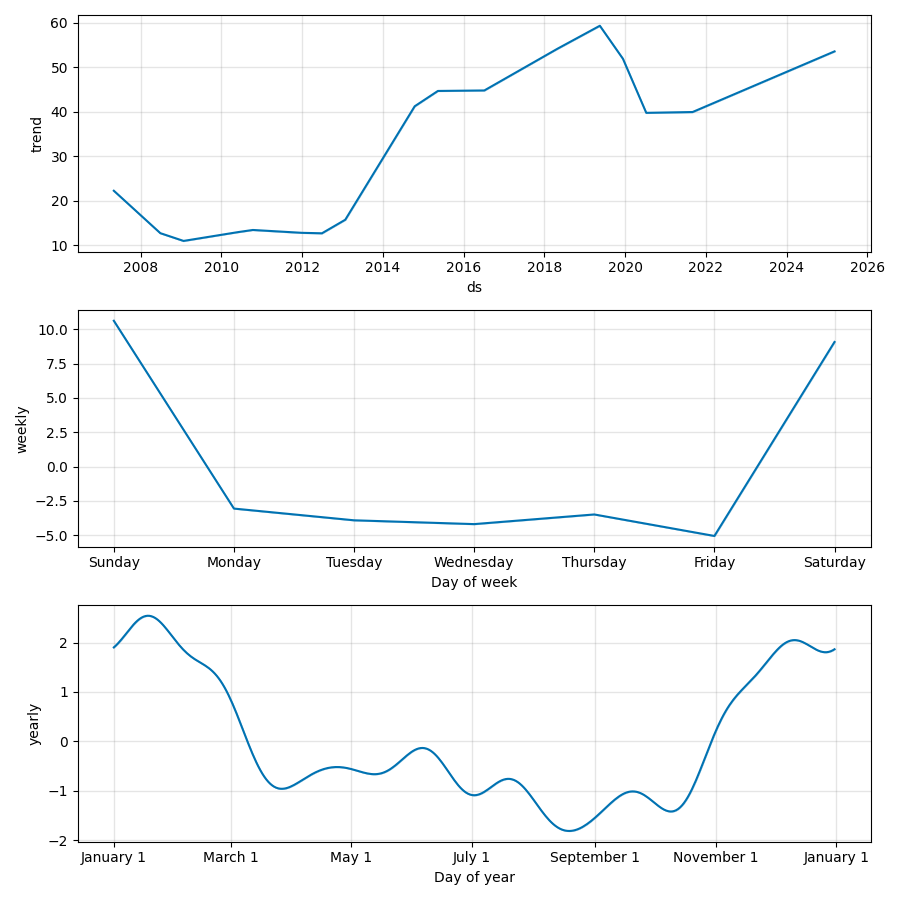 60
50
40
30
20
10
trend
2008 2010 2012 2014 2016 2018 2020 2022 2024 2026
ds
10.0
7.5
5.0
2.5
0.0
−2.5
−5.0
weekly
Sunday Monday Tuesday Wednesday Thursday Friday Saturday
Day of week
2
1
0
−1
−2
yearly
January 1 March 1 May 1 July 1 September 1 November 1 January 1
Day of year